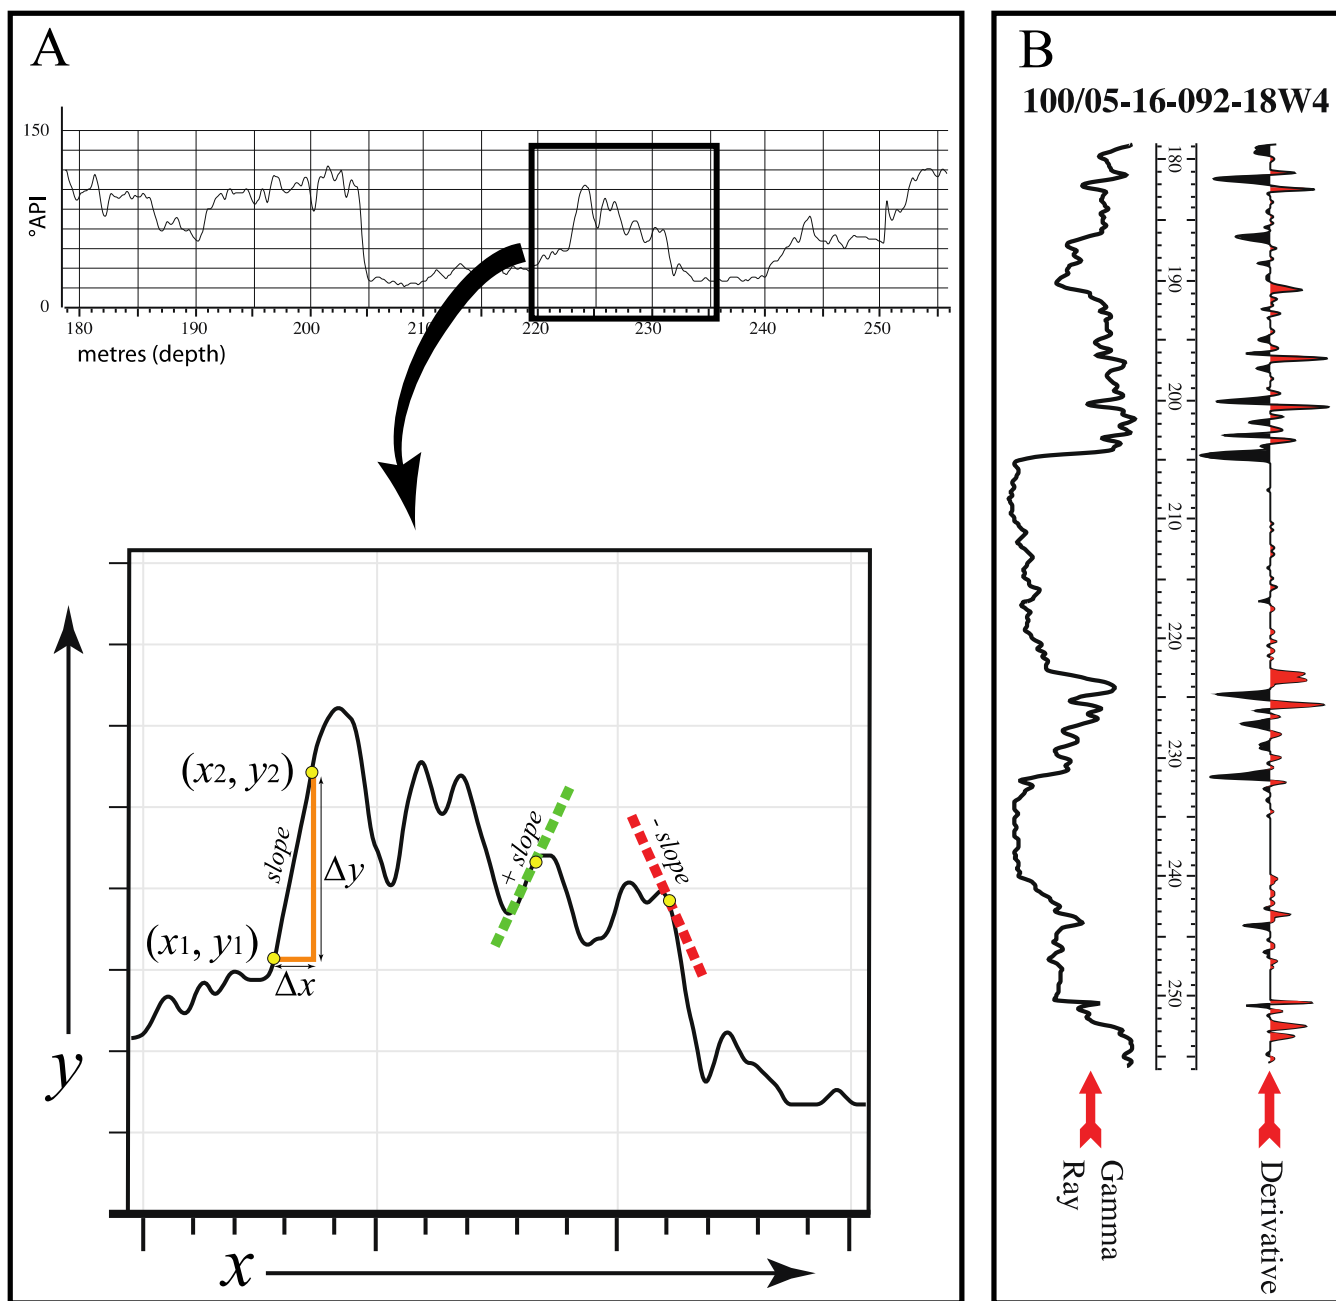 A
150
°API
0
180
190
200
210
220
230
240
250
metres (depth)
(x2, y2)
slope
Δy
(x1, y1)
Δx
+ slope
- slope
y
x
B
100/05-16-092-18W4
180
190
200
210
220
230
240
250
Gamma
Ray
Derivative